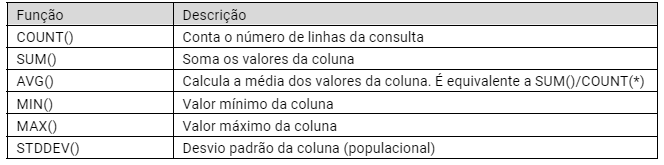 Função Descrição
COUNT() Conta o número de linhas da consulta
SUM() Soma os valores da coluna
AVG() Calcula a média dos valores da coluna. É equivalente a SUM()/COUNT(*)
MIN() Valor mínimo da coluna
MAX() Valor máximo da coluna
STDDEV() Desvio padrão da coluna (populacional)